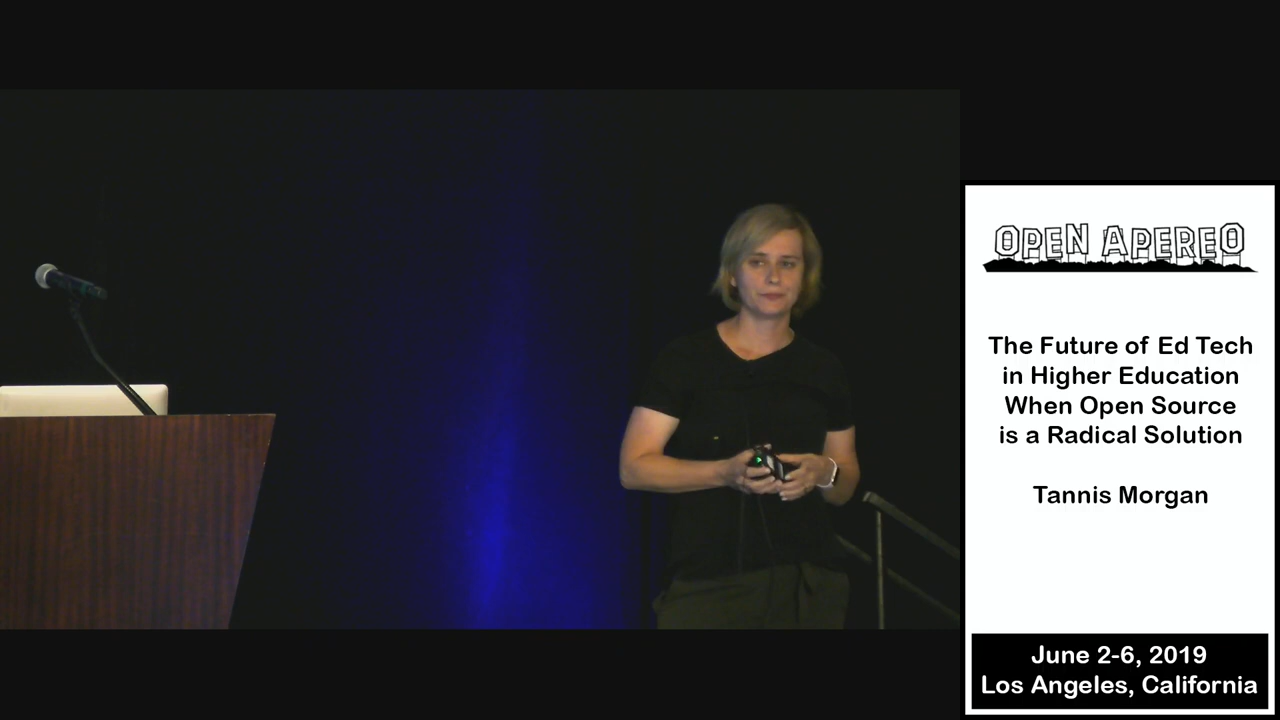 OPEN APEREO
The Future of Ed Tech
in Higher Education
When Open Source
is a Radical Solution
Tannis Morgan
June 2-6, 2019
Los Angeles, California